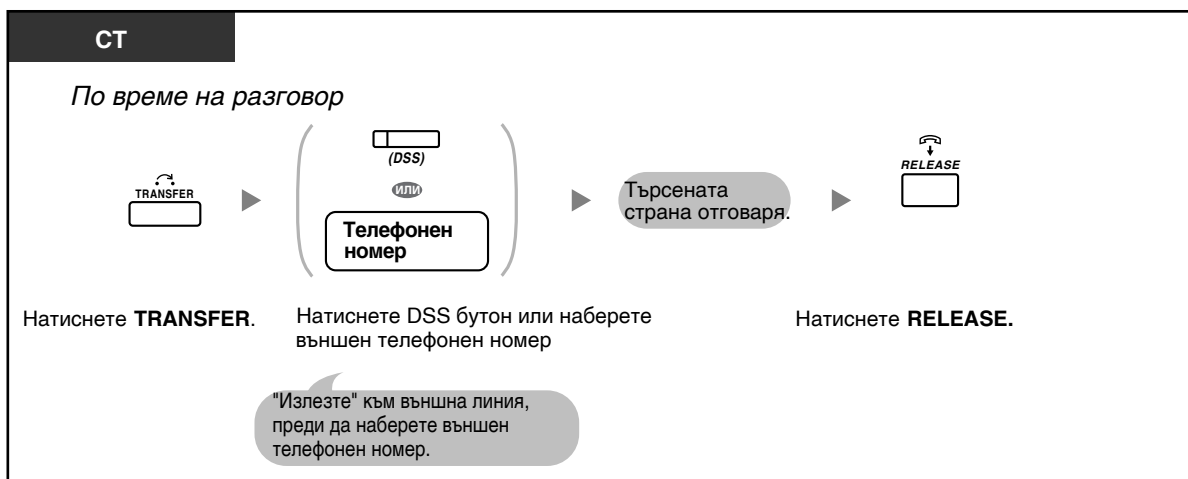 СТ
По време на разговор
TRANSFER
(DSS)
или
Телефонен
номер
Търсената
страна отговаря.
RELEASE
Натиснете TRANSFER.
Натиснете DSS бутон или наберете
външен телефонен номер
Натиснете RELEASE.
"Излезте" към външна линия,
преди да наберете външен
телефонен номер.